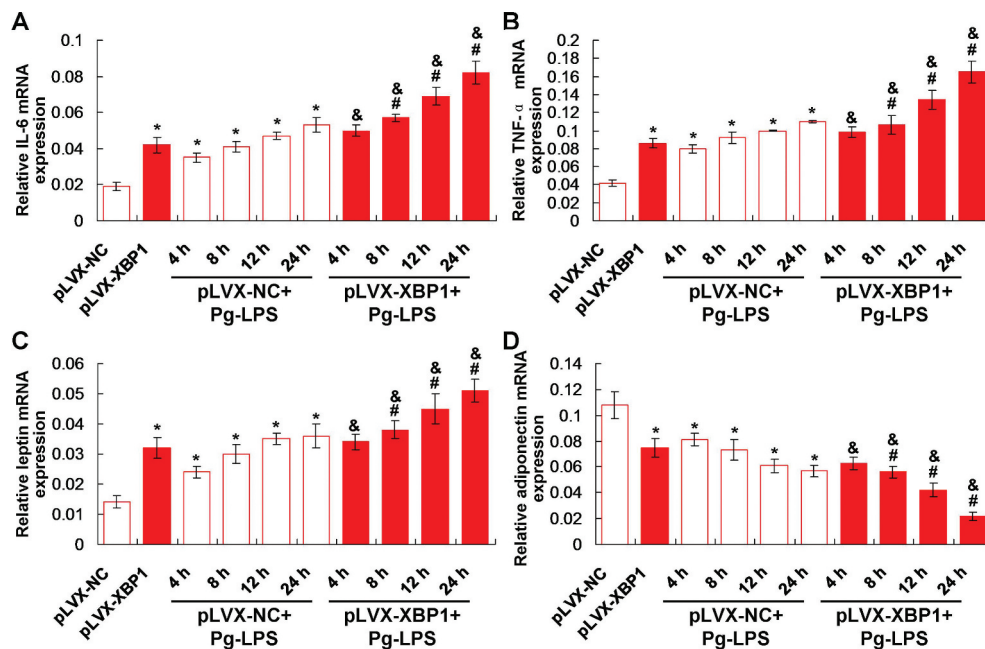 A
Relative IL-6 mRNA
expression
0.1
0.08
0.06
0.04
0.02
0
*
*
*
*
*
&
&
#
&
#
&
#
pLVX-NC
pLVX-XBP1
4 h
8 h
12 h
24 h
4 h
8 h
12 h
24 h
pLVX-NC+
Pg-LPS
pLVX-XBP1+
Pg-LPS
B
Relative TNF-α mRNA
expression
0.2
0.18
0.16
0.14
0.12
0.1
0.08
0.06
0.04
0.02
0
*
*
*
*
*
&
&
#
&
#
&
#
pLVX-NC
pLVX-XBP1
4 h
8 h
12 h
24 h
4 h
8 h
12 h
24 h
pLVX-NC+
Pg-LPS
pLVX-XBP1+
Pg-LPS
C
Relative leptin mRNA
expression
0.06
0.05
0.04
0.03
0.02
0.01
0
*
*
*
*
*
&
&
#
&
#
&
#
pLVX-NC
pLVX-XBP1
4 h
8 h
12 h
24 h
4 h
8 h
12 h
24 h
pLVX-NC+
Pg-LPS
pLVX-XBP1+
Pg-LPS
D
Relative adiponectin mRNA
expression
0.14
0.12
0.1
0.08
0.06
0.04
0.02
0
*
*
*
*
*
&
&
#
&
#
&
#
pLVX-NC
pLVX-XBP1
4 h
8 h
12 h
24 h
4 h
8 h
12 h
24 h
pLVX-NC+
Pg-LPS
pLVX-XBP1+
Pg-LPS